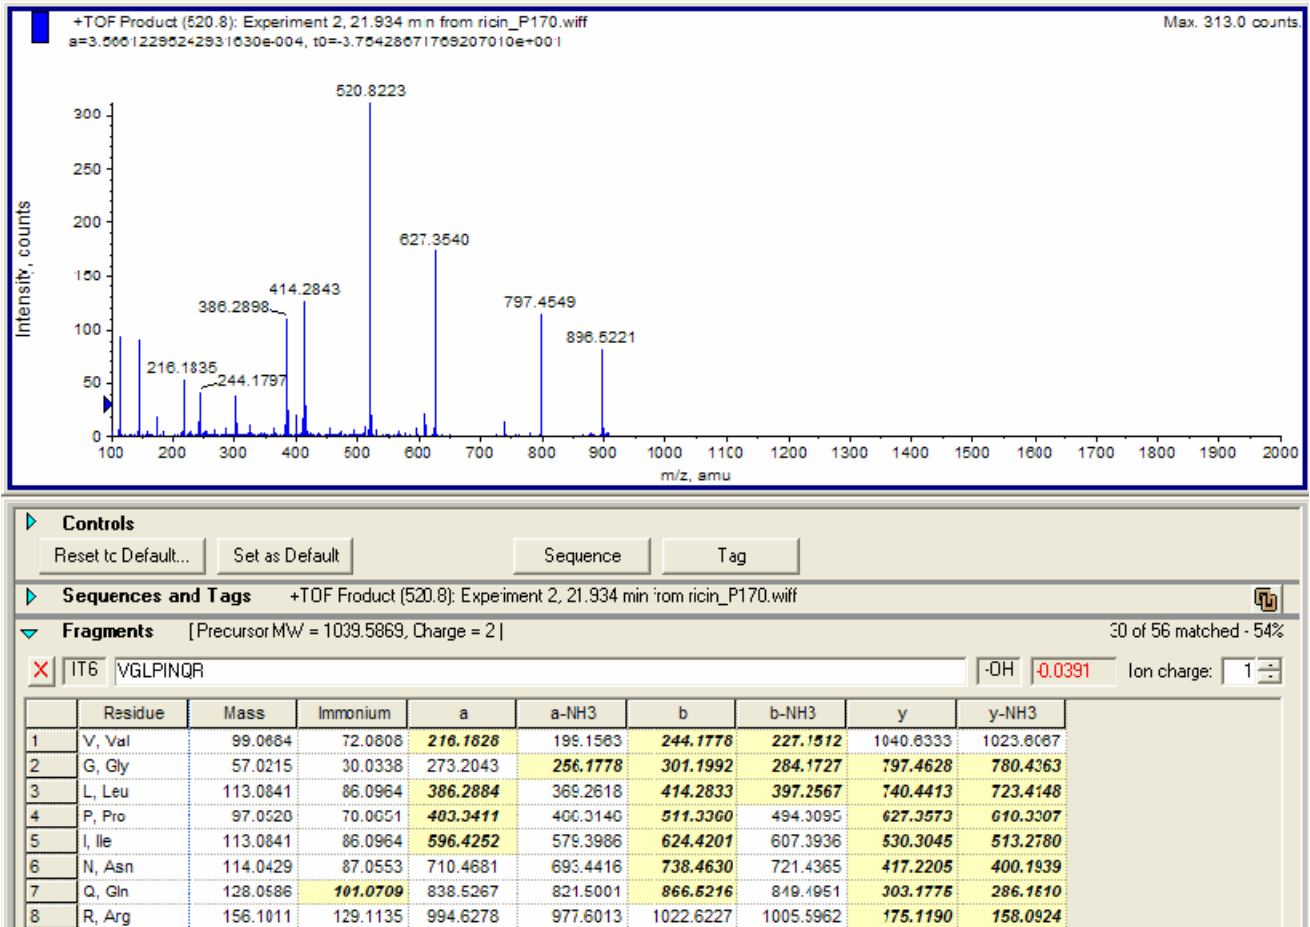 +TOF Product (520.8): Experiment 2, 21.934 min from ricin_P170.wiff
Max. 313.0 counts.
a=3.56612295242931630e-004, t0=-3.75428671769207010e+001
520.8223
300
250
200
627.3540
150
414.2843
386.2898
797.4549
100
896.5221
216.1835
244.1797
50
0
Intensity, counts
100 200 300 400 500 600 700 800 900 1000 1100 1200 1300 1400 1500 1600 1700 1800 1900 2000
m/z, amu
Controls
Reset to Default... Set as Default Sequence Tag
Sequences and Tags +TOF Product (520.8): Experiment 2, 21.934 min from ricin_P170.wiff
Fragments [ Precursor MW = 1039.5869, Charge = 2 ] 30 of 56 matched - 54%
IT6 VGLPINQR -OH -0.0391 Ion charge: 1
Residue Mass Immonium a a-NH3 b b-NH3 y y-NH3
1 V, Val 99.0684 72.0808 216.1828 199.1563 244.1778 227.1512 1040.6333 1023.6067
2 G, Gly 57.0215 30.0338 273.2043 256.1778 301.1992 284.1727 797.4628 780.4363
3 L, Leu 113.0841 86.0964 386.2884 369.2618 414.2833 397.2567 740.4413 723.4148
4 P, Pro 97.0528 70.0651 483.3411 466.3146 511.3360 494.3095 627.3573 610.3307
5 I, Ile 113.0841 86.0964 596.4252 579.3986 624.4201 607.3936 530.3045 513.2780
6 N, Asn 114.0429 87.0553 710.4681 693.4416 738.4630 721.4365 417.2205 400.1939
7 Q, Gln 128.0586 101.0709 838.5267 821.5001 866.5216 849.4951 303.1775 286.1510
8 R, Arg 156.1011 129.1135 994.6278 977.6013 1022.6227 1005.5962 175.1190 158.0924